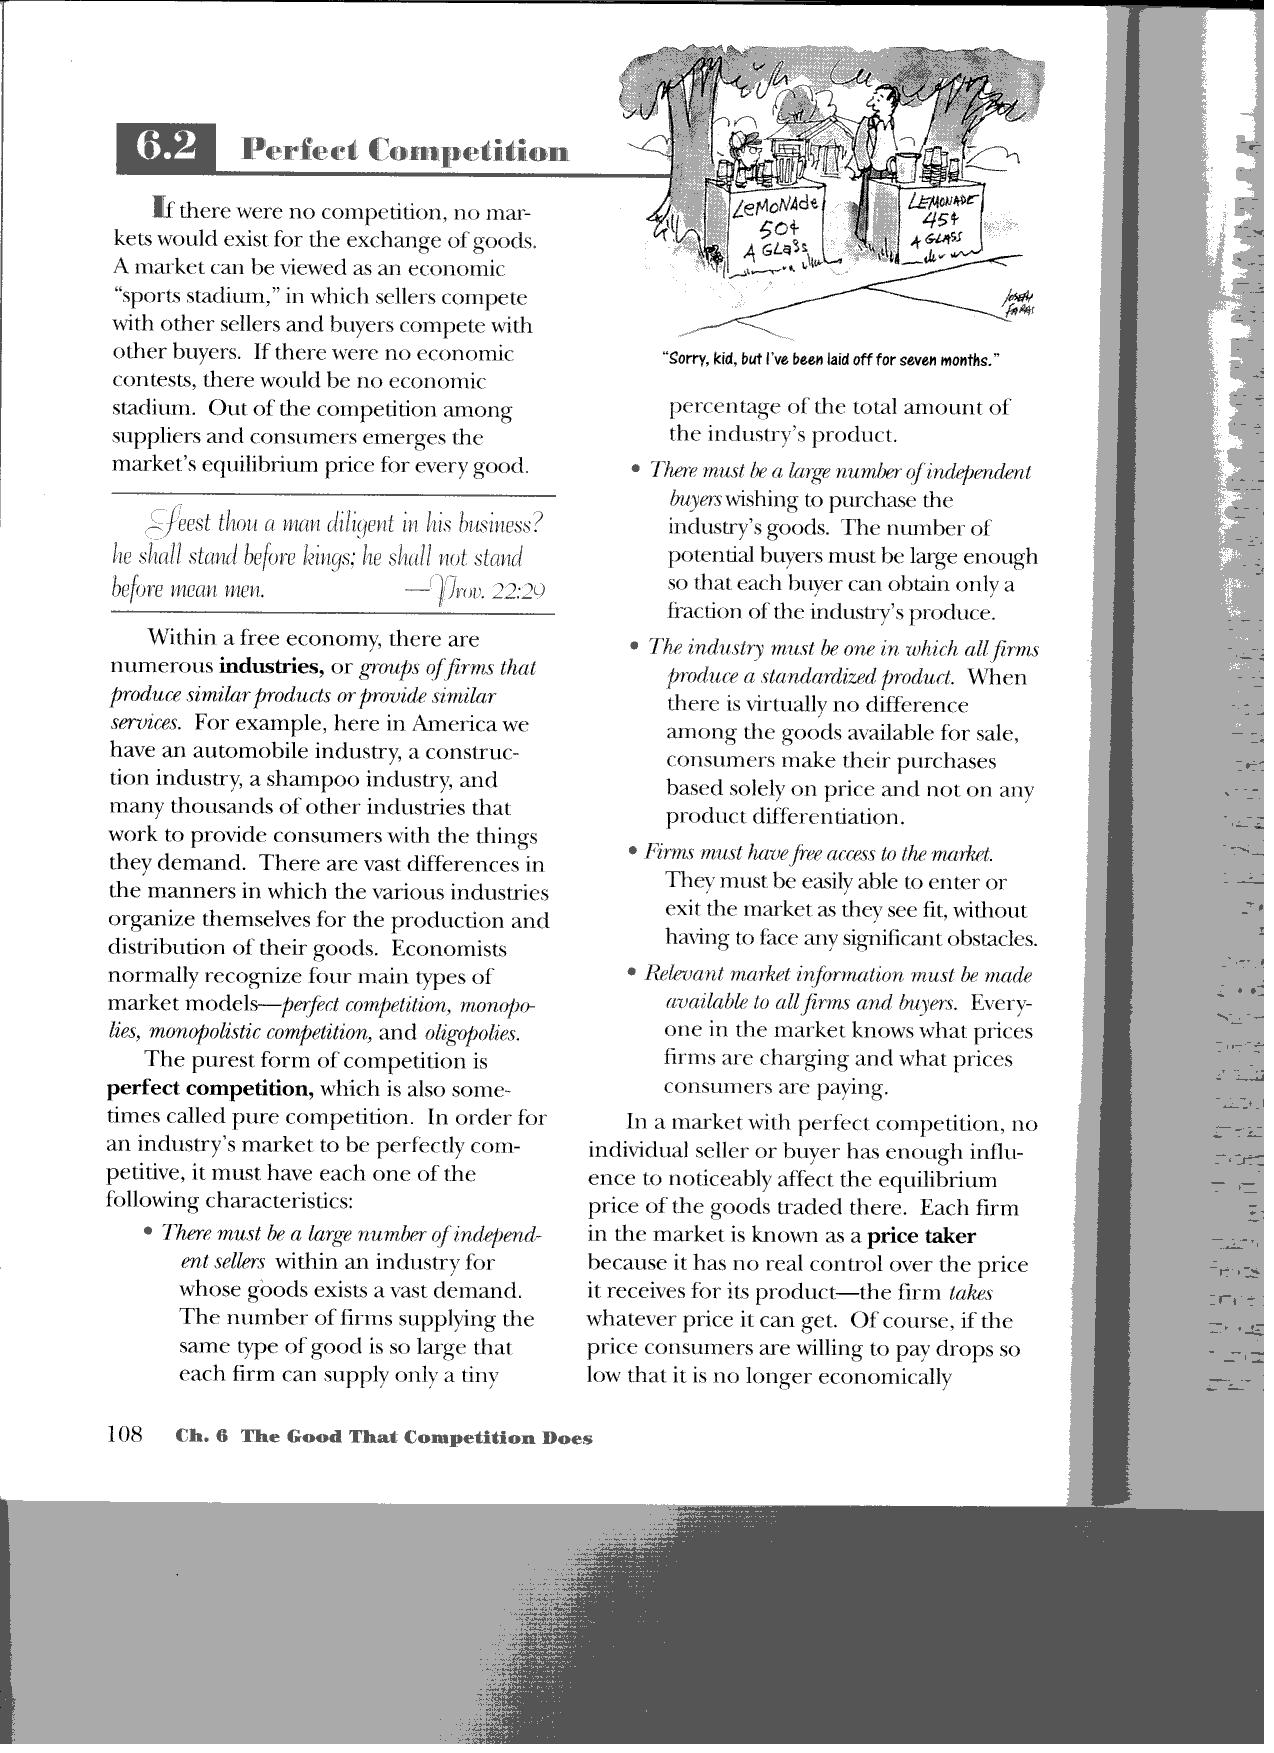 6.2 Perfect Competition
If there were no competition, no mar-
kets would exist for the exchange of goods.
A market can be viewed as an economic
"sports stadium," in which sellers compete
with other sellers and buyers compete with
other buyers. If there were no economic
contests, there would be no economic
stadium. Out of the competition among
suppliers and consumers emerges the
market's equilibrium price for every good.
Seest thou a man diligent in his business?
he shall stand before kings; he shall not stand
before mean men. —Prov. 22:29
Within a free economy, there are
numerous industries, or groups of firms that
produce similar products or provide similar
services. For example, here in America we
have an automobile industry, a construc-
tion industry, a shampoo industry, and
many thousands of other industries that
work to provide consumers with the things
they demand. There are vast differences in
the manners in which the various industries
organize themselves for the production and
distribution of their goods. Economists
normally recognize four main types of
market models—perfect competition, monopo-
lies, monopolistic competition, and oligopolies.
The purest form of competition is
perfect competition, which is also some-
times called pure competition. In order for
an industry's market to be perfectly com-
petitive, it must have each one of the
following characteristics:
• There must be a large number of independ-
ent sellers within an industry for
whose goods exists a vast demand.
The number of firms supplying the
same type of good is so large that
each firm can supply only a tiny
LeMoNAde
50¢
A GLaSs
LEMONADE
45¢
A GLASS
JOSEPH
FARRIS
"Sorry, kid, but I've been laid off for seven months."
percentage of the total amount of
the industry's product.
• There must be a large number of independent
buyers wishing to purchase the
industry's goods. The number of
potential buyers must be large enough
so that each buyer can obtain only a
fraction of the industry's produce.
• The industry must be one in which all firms
produce a standardized product. When
there is virtually no difference
among the goods available for sale,
consumers make their purchases
based solely on price and not on any
product differentiation.
• Firms must have free access to the market.
They must be easily able to enter or
exit the market as they see fit, without
having to face any significant obstacles.
• Relevant market information must be made
available to all firms and buyers. Every-
one in the market knows what prices
firms are charging and what prices
consumers are paying.
In a market with perfect competition, no
individual seller or buyer has enough influ-
ence to noticeably affect the equilibrium
price of the goods traded there. Each firm
in the market is known as a price taker
because it has no real control over the price
it receives for its product—the firm takes
whatever price it can get. Of course, if the
price consumers are willing to pay drops so
low that it is no longer economically
108 Ch. 6 The Good That Competition Does